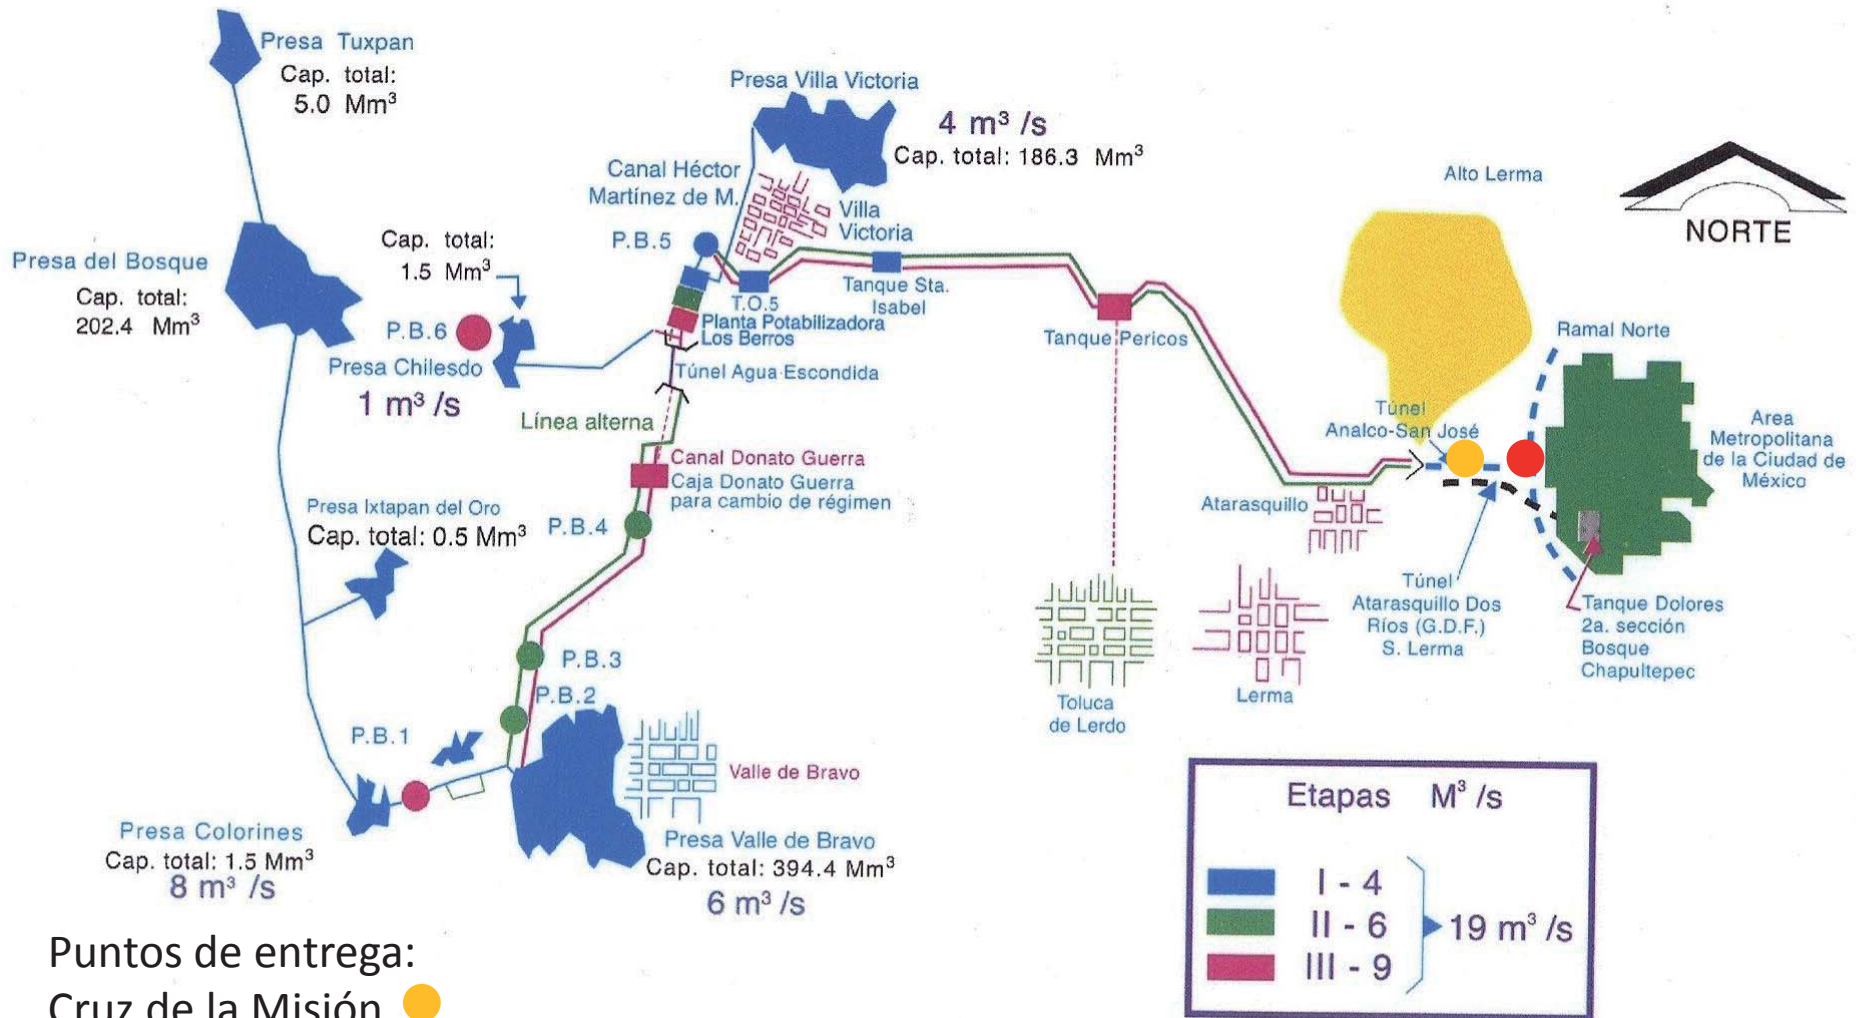 Presa Tuxpan
Cap. total:
5.0 Mm³
Presa Villa Victoria
4 m³ /s
Cap. total: 186.3 Mm³
Canal Héctor
Martínez de M.
Villa
Victoria
Alto Lerma
NORTE
Presa del Bosque
Cap. total:
202.4 Mm³
Cap. total:
1.5 Mm³
P.B.5
P.B.6
Presa Chilesdo
1 m³ /s
T.O.5
Tanque Sta.
Isabel
Planta Potabilizadora
Los Berros
Túnel Agua Escondida
Tanque Pericos
Ramal Norte
Línea alterna
Túnel
Analco-San José
Area
Metropolitana
de la Ciudad de
México
Canal Donato Guerra
Caja Donato Guerra
para cambio de régimen
Presa Ixtapan del Oro
Cap. total: 0.5 Mm³
P.B.4
Atarasquillo
Túnel
Atarasquillo Dos
Ríos (G.D.F.)
S. Lerma
Tanque Dolores
2a. sección
Bosque
Chapultepec
P.B.3
P.B.2
P.B.1
Toluca
de Lerdo
Lerma
Valle de Bravo
Presa Colorines
Cap. total: 1.5 Mm³
8 m³ /s
Presa Valle de Bravo
Cap. total: 394.4 Mm³
6 m³ /s
Etapas M³ /s
I - 4
II - 6
III - 9
19 m³ /s
Puntos de entrega:
Cruz de la Misión